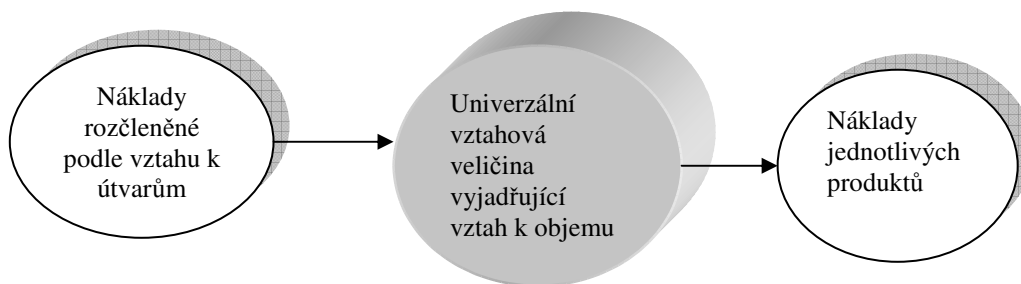 Náklady
rozčleněné
podle vztahu k
útvarům
Univerzální
vztahová
veličina
vyjadřující
vztah k objemu
Náklady
jednotlivých
produktů